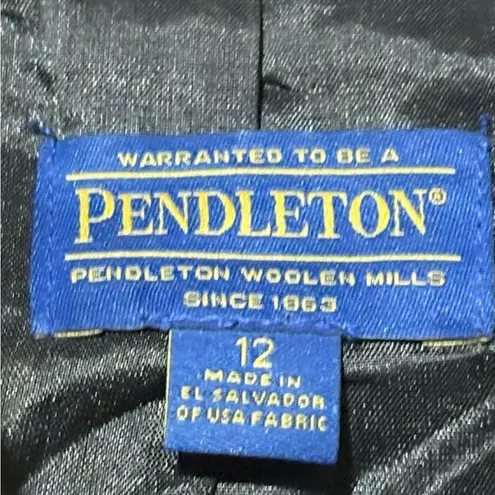 WARRANTED TO BE A
PENDLETON®
PENDLETON WOOLEN MILLS
SINCE 1863
12
MADE IN
EL SALVADOR
OF USA FABRIC